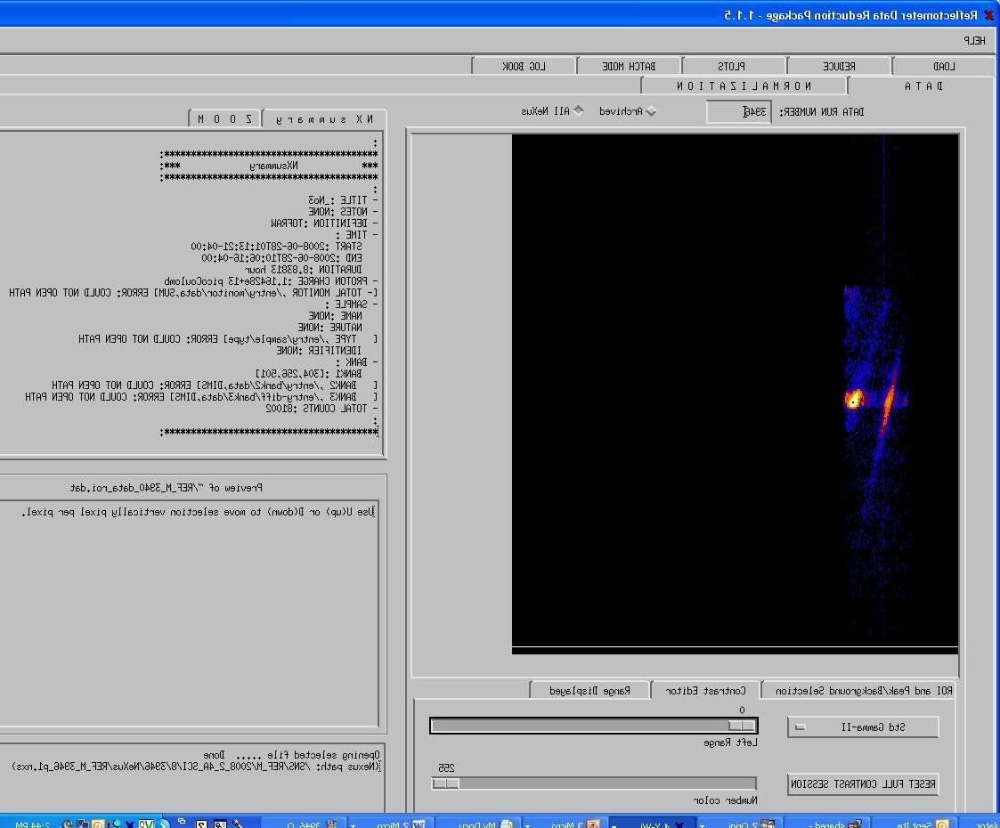 Reflectometer Data Reduction Package - 1.1.5
HELP
LOAD
REDUCE
PLOTS
BATCH MODE
LOG BOOK
D A T A
N O R M A L I Z A T I O N
DATA RUN NUMBER:
3946
Archived
All NeXus
N X s u m m a r y
Z O O M
:
****************************************:
*** NXsummary ***:
****************************************:
:
- TITLE :_No3
- NOTES :NONE
- DEFINITION :TOFRAW
- TIME :
START :2008-06-28T01:13:21-04:00
END :2008-06-28T10:06:16-04:00
DURATION :8.83813 hour
- PROTON CHARGE :1.16428e+13 picoCoulomb
[- TOTAL MONITOR ,/entry/monitor/data,SUM] ERROR: COULD NOT OPEN PATH
- SAMPLE :
NAME :NONE
NATURE :NONE
[ TYPE ,/entry/sample/type] ERROR: COULD NOT OPEN PATH
IDENTIFIER :NONE
- BANK :
BANK1 :[304,256,501]
[ BANK2 ,/entry/bank2/data,DIMS] ERROR: COULD NOT OPEN PATH
[ BANK3 ,/entry-diff/bank3/data,DIMS] ERROR: COULD NOT OPEN PATH
- TOTAL COUNTS :81002
:
****************************************:
Preview of ~/REF_M_3940_data_roi.dat
Use U(up) or D(down) to move selection vertically pixel per pixel.
ROI and Peak/Background Selection
Contrast Editor
Range Displayed
Std Gamma-II
0
Left Range
255
RESET FULL CONTRAST SESSION
Number color
Opening selected file ..... Done
(Nexus path: /SNS/REF_M/2008_2_4A_SCI/8/3946/NeXus/REF_M_3946_p1.nxs)
Sent Ite
shared -
2 Origi
4 X-Wi
3 Micro
My Docu
2 Micro
3946_O
2:44 PM